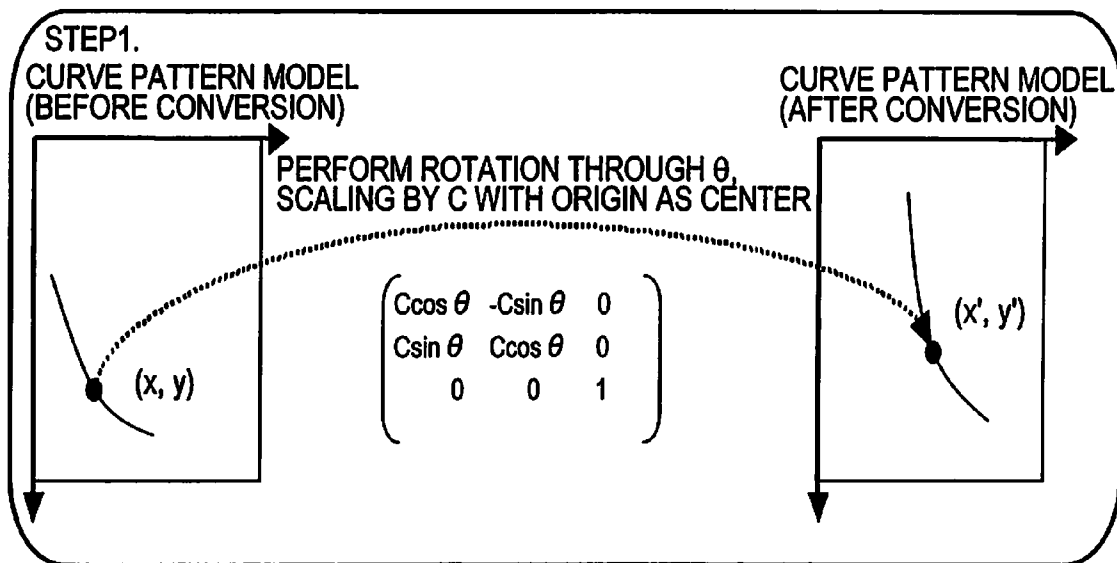 STEP1.
CURVE PATTERN MODEL
(BEFORE CONVERSION)
CURVE PATTERN MODEL
(AFTER CONVERSION)
PERFORM ROTATION THROUGH θ,
SCALING BY C WITH ORIGIN AS CENTER
Ccos θ -Csin θ 0
Csin θ Ccos θ 0
0 0 1
(x, y)
(x', y')